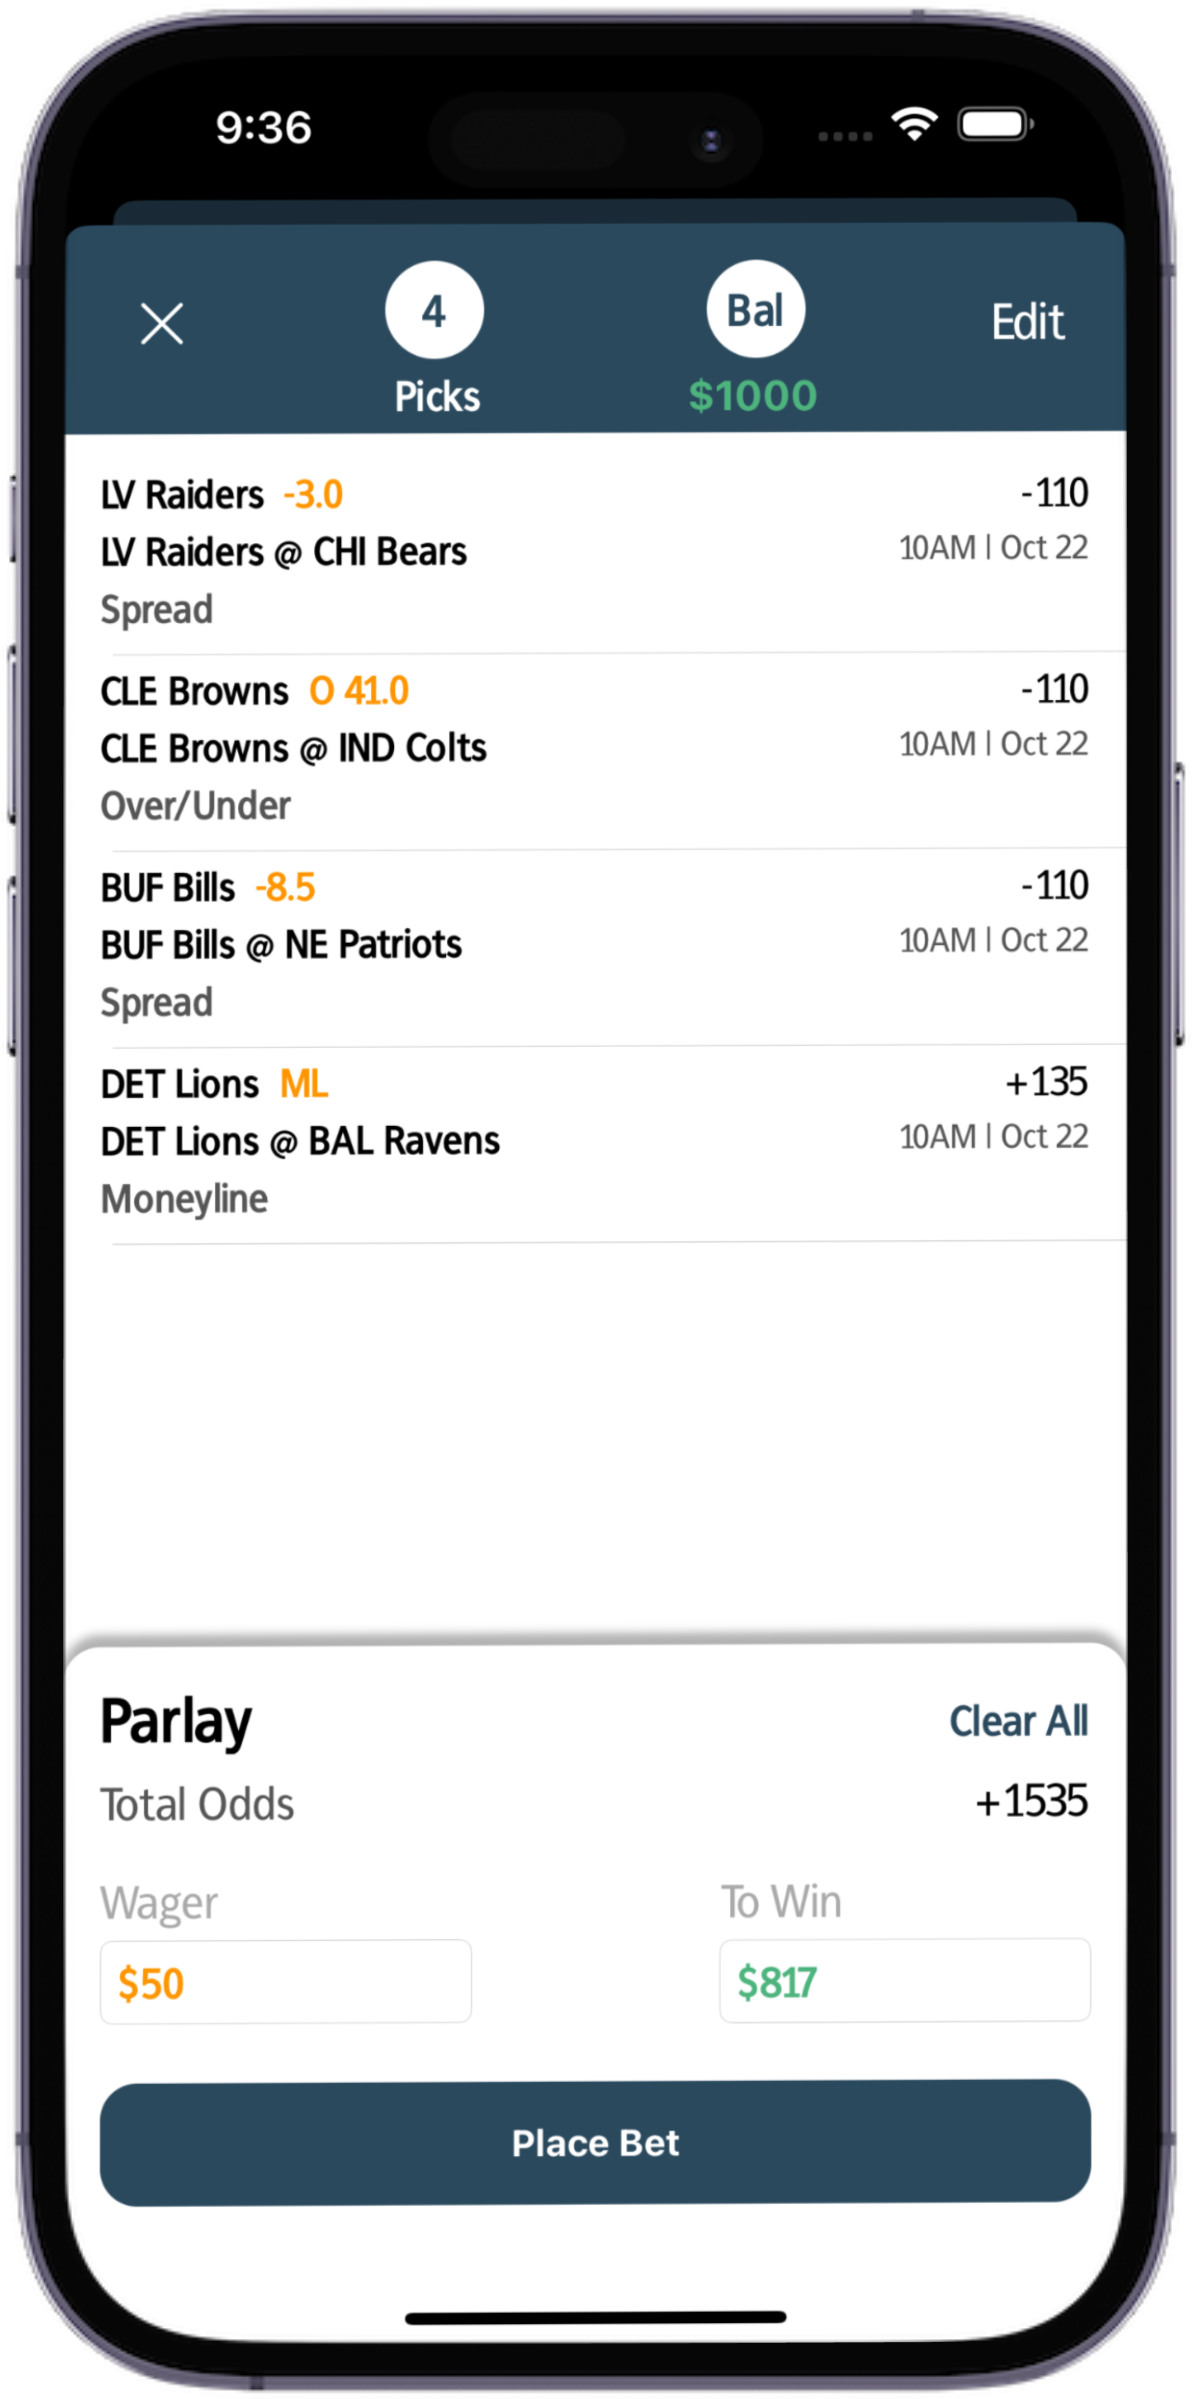 9:36
4
Bal
Edit
Picks
$1000
LV Raiders -3.0 -110
LV Raiders @ CHI Bears 10AM | Oct 22
Spread
CLE Browns O 41.0 -110
CLE Browns @ IND Colts 10AM | Oct 22
Over/Under
BUF Bills -8.5 -110
BUF Bills @ NE Patriots 10AM | Oct 22
Spread
DET Lions ML +135
DET Lions @ BAL Ravens 10AM | Oct 22
Moneyline
Parlay Clear All
Total Odds +1535
Wager To Win
$50 $817
Place Bet